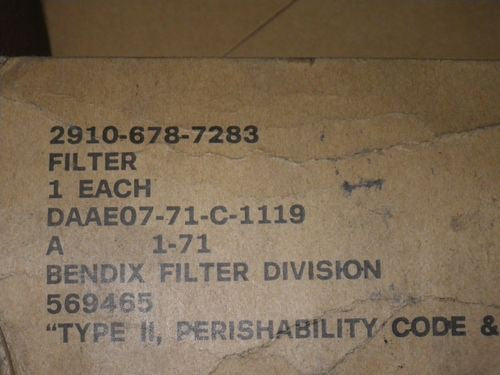 2910-678-7283
FILTER
1 EACH
DAAE07-71-C-1119
A 1-71
BENDIX FILTER DIVISION
569465
“TYPE II, PERISHABILITY CODE &